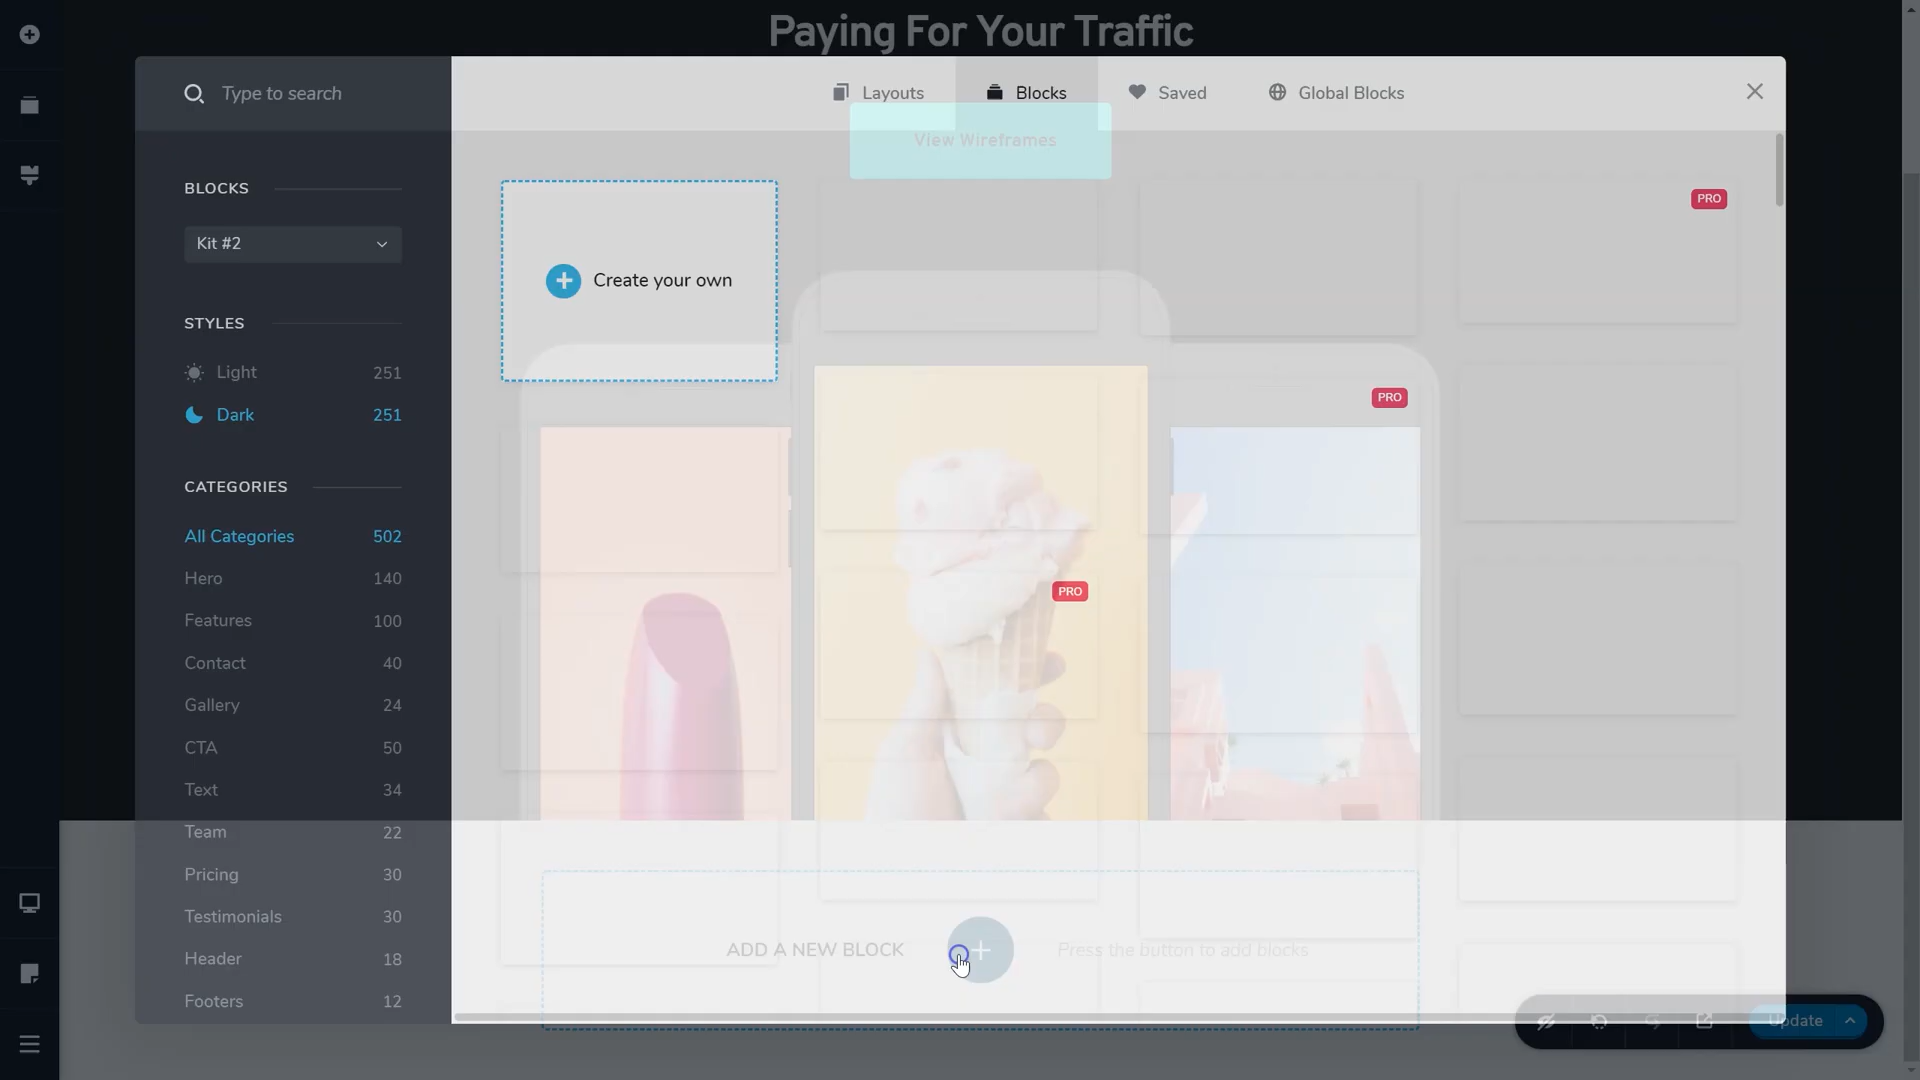 Paying For Your Traffic
Type to search
Layouts
Blocks
Saved
Global Blocks
View Wireframes
BLOCKS
Kit #2
STYLES
Light 251
Dark 251
CATEGORIES
All Categories 502
Hero 140
Features 100
Contact 40
Gallery 24
CTA 50
Text 34
Team 22
Pricing 30
Testimonials 30
Header 18
Footers 12
Create your own
PRO
PRO
PRO
ADD A NEW BLOCK
Press the button to add blocks
Update